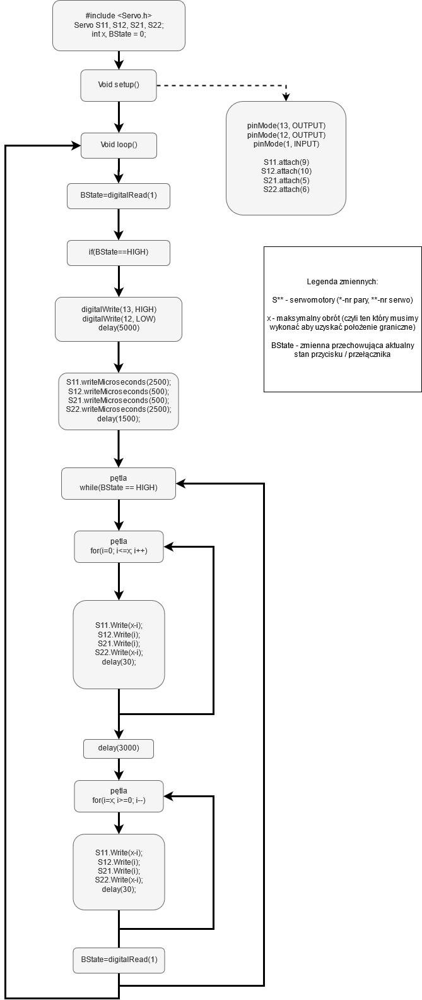 #include <Servo.h>
Servo S11, S12, S21, S22;
int x, BState = 0;
Void setup()
pinMode(13, OUTPUT)
pinMode(12, OUTPUT)
pinMode(1, INPUT)
S11.attach(9)
S12.attach(10)
S21.attach(5)
S22.attach(6)
Void loop()
BState=digitalRead(1)
if(BState==HIGH)
Legenda zmiennych:
S** - serwomotory (*-nr pary, **-nr serwo)
x - maksymalny obrót (czyli ten który musimy
wykonać aby uzyskać położenie graniczne)
BState - zmienna przechowująca aktualny
stan przycisku / przełącznika
digitalWrite(13, HIGH)
digitalWrite(12, LOW)
delay(5000)
S11.writeMicroseconds(2500);
S12.writeMicroseconds(500);
S21.writeMicroseconds(500);
S22.writeMicroseconds(2500);
delay(1500);
pętla
while(BState == HIGH)
pętla
for(i=0; i<=x; i++)
S11.Write(x-i);
S12.Write(i);
S21.Write(i);
S22.Write(x-i);
delay(30);
delay(3000)
pętla
for(i=x; i>=0; i--)
S11.Write(x-i);
S12.Write(i);
S21.Write(i);
S22.Write(x-i);
delay(30);
BState=digitalRead(1)